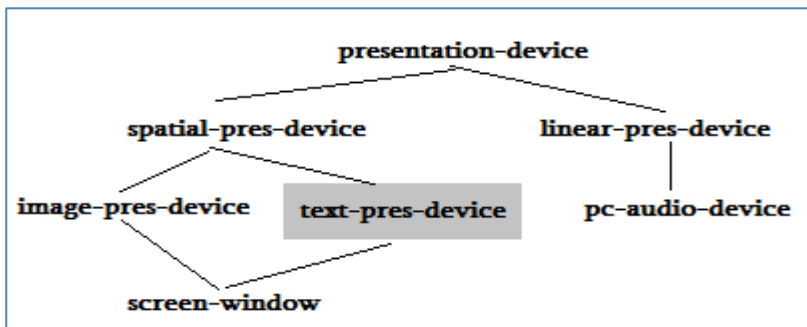 presentation-device
spatial-pres-device linear-pres-device
image-pres-device text-pres-device pc-audio-device
screen-window